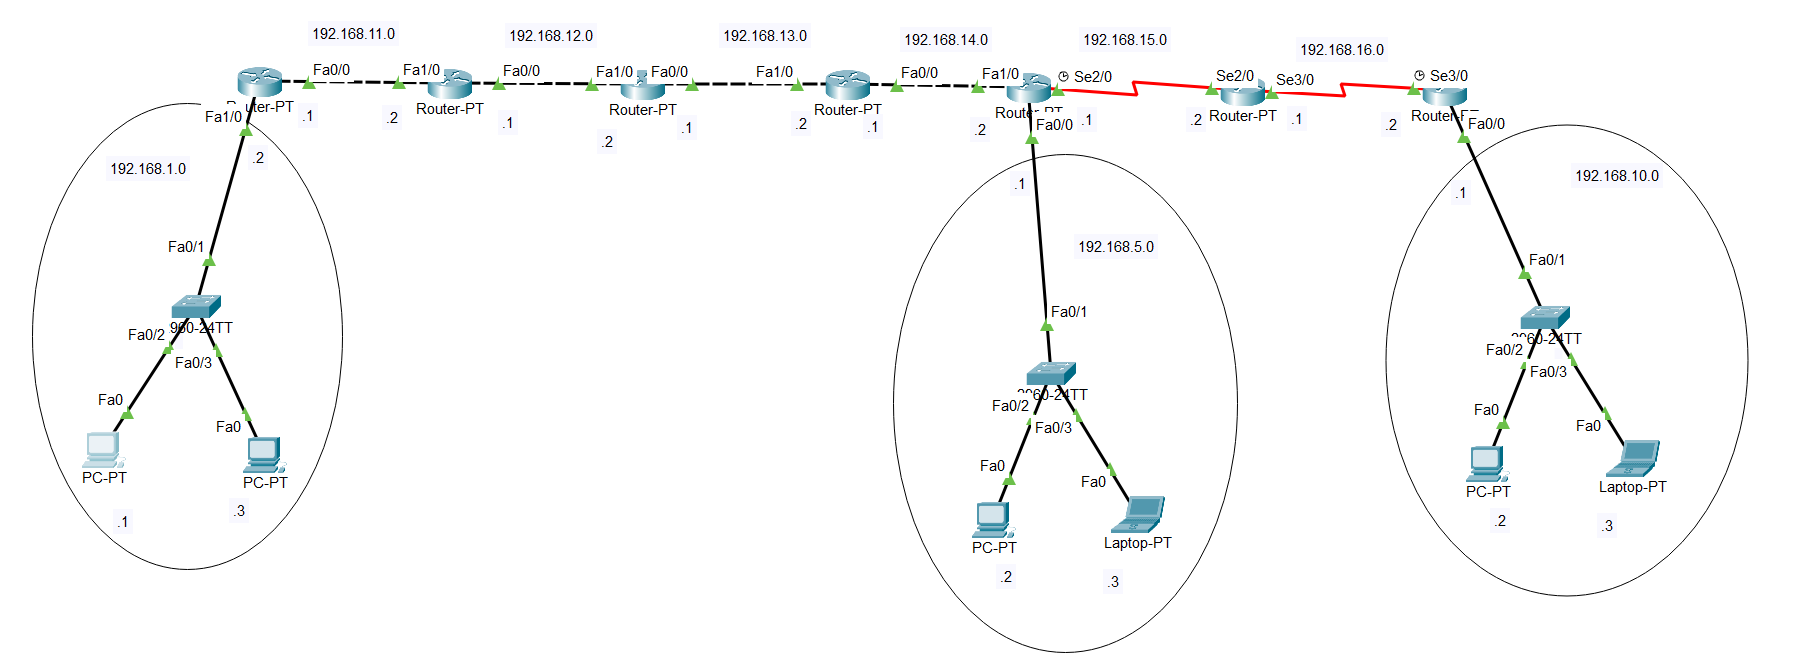 192.168.11.0
192.168.12.0
192.168.13.0
192.168.14.0
192.168.15.0
192.168.16.0
Fa0/0
Fa1/0
Fa0/0
Fa1/0
Fa0/0
Fa1/0
Fa0/0
Fa1/0
Se2/0
Se2/0
Se3/0
Se3/0
Router-PT
Router-PT
Router-PT
Router-PT
Fa1/0
.1
.2
.1
.2
.1
.2
.1
.2
Fa0/0
.1
.2
.1
.2
Fa0/0
.2
192.168.1.0
.1
192.168.5.0
.1
192.168.10.0
Fa0/1
960-24TT
Fa0/2
Fa0/3
Fa0
Fa0
PC-PT
PC-PT
.1
.3
Fa0/1
60-24TT
Fa0/2
Fa0/3
Fa0
Fa0
PC-PT
Laptop-PT
.2
.3
Fa0/1
60-24TT
Fa0/2
Fa0/3
Fa0
Fa0
PC-PT
Laptop-PT
.2
.3